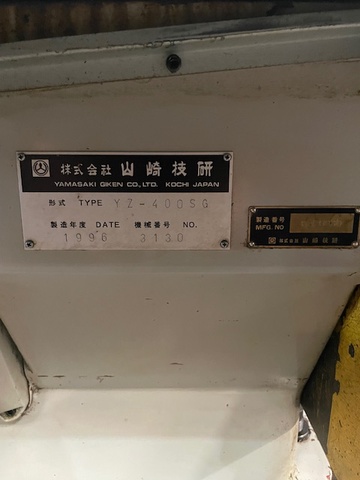 株式会社 山崎技研
YAMASAKI GIKEN CO., LTD. KOCHI JAPAN
形式 TYPE YZ-400SG
製造年度 DATE 機械番号 NO.
1996 3130
製造番号
MFG. NO